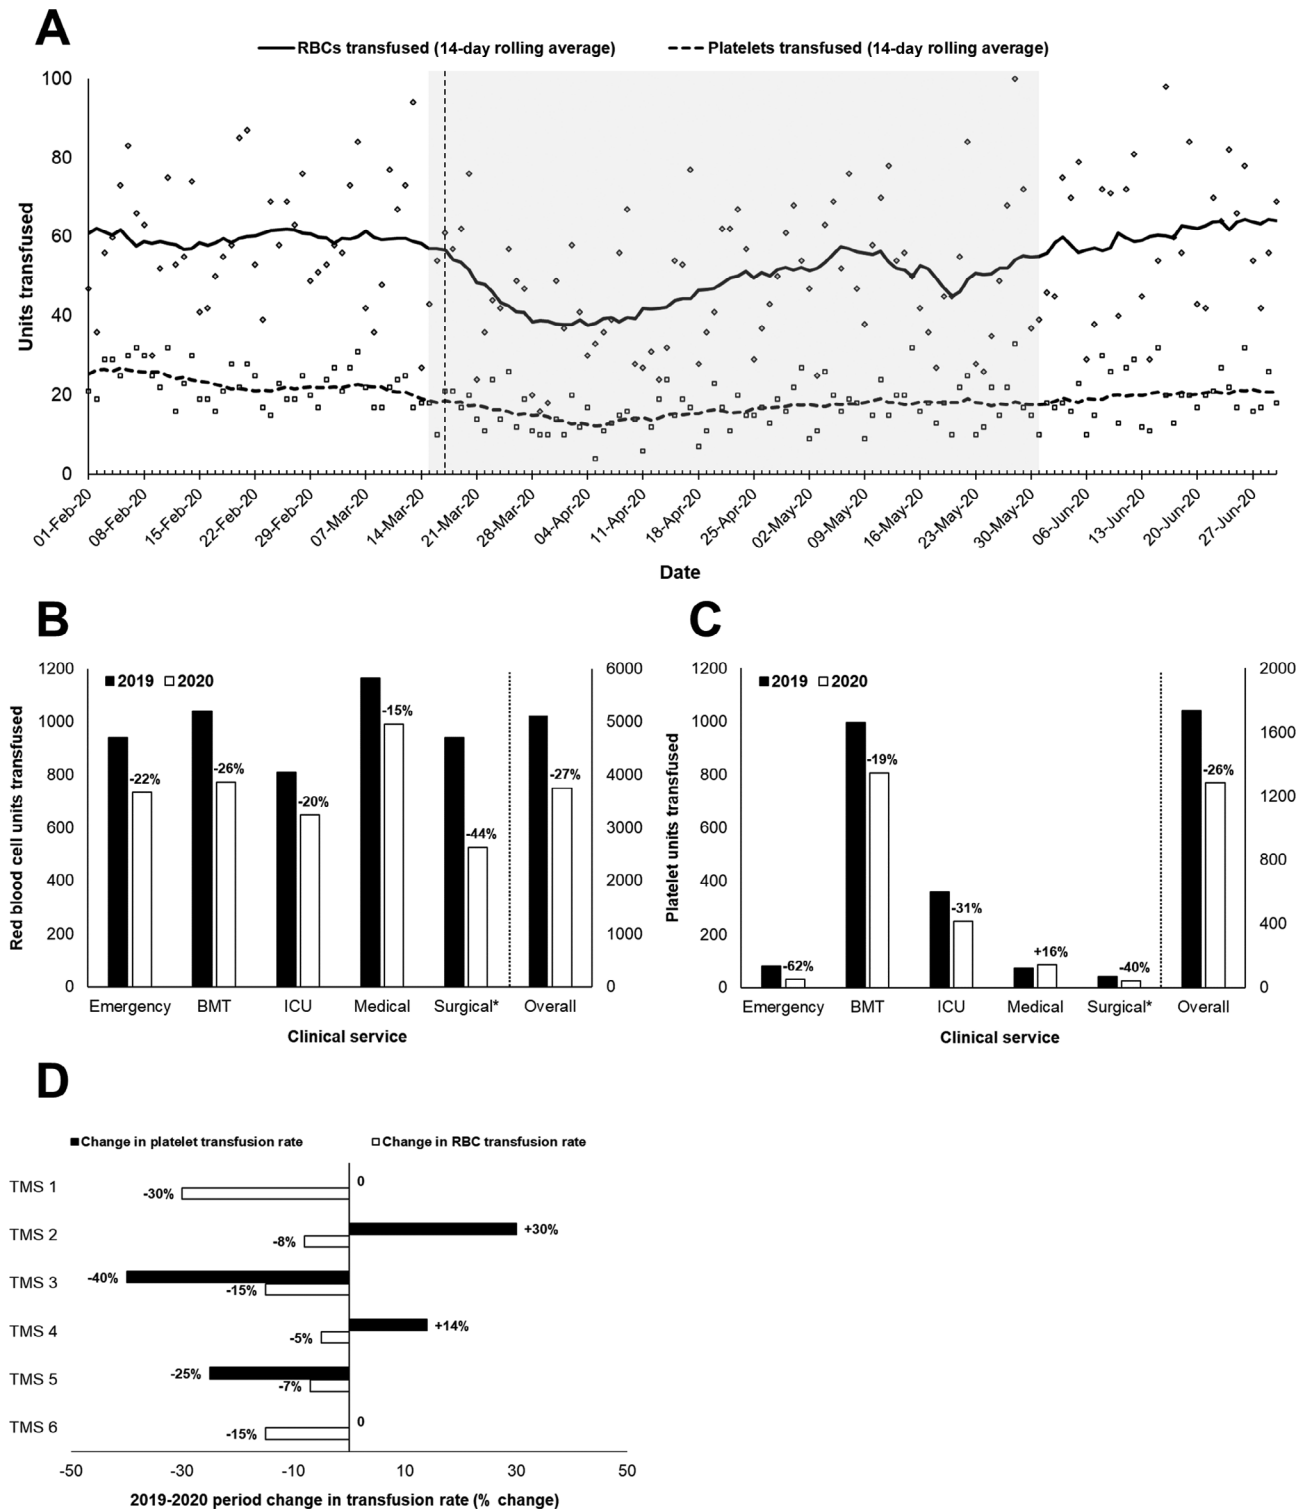 A
RBCs transfused (14-day rolling average) Platelets transfused (14-day rolling average)
Units transfused
100
80
60
40
20
0
01-Feb-20 08-Feb-20 15-Feb-20 22-Feb-20 29-Feb-20 07-Mar-20 14-Mar-20 21-Mar-20 28-Mar-20 04-Apr-20 11-Apr-20 18-Apr-20 25-Apr-20 02-May-20 09-May-20 16-May-20 23-May-20 30-May-20 06-Jun-20 13-Jun-20 20-Jun-20 27-Jun-20
Date
B
Red blood cell units transfused
1200
1000
800
600
400
200
0
2019 2020
-22% -26% -20% -15% -44% -27%
6000
5000
4000
3000
2000
1000
0
Emergency BMT ICU Medical Surgical* Overall
Clinical service
C
Platelet units transfused
1200
1000
800
600
400
200
0
2019 2020
-62% -19% -31% +16% -40% -26%
2000
1600
1200
800
400
0
Emergency BMT ICU Medical Surgical* Overall
Clinical service
D
Change in platelet transfusion rate Change in RBC transfusion rate
TMS 1 -30% 0
TMS 2 -8% +30%
TMS 3 -40% -15%
TMS 4 -5% +14%
TMS 5 -25% -7%
TMS 6 -15% 0
-50 -30 -10 10 30 50
2019-2020 period change in transfusion rate (% change)